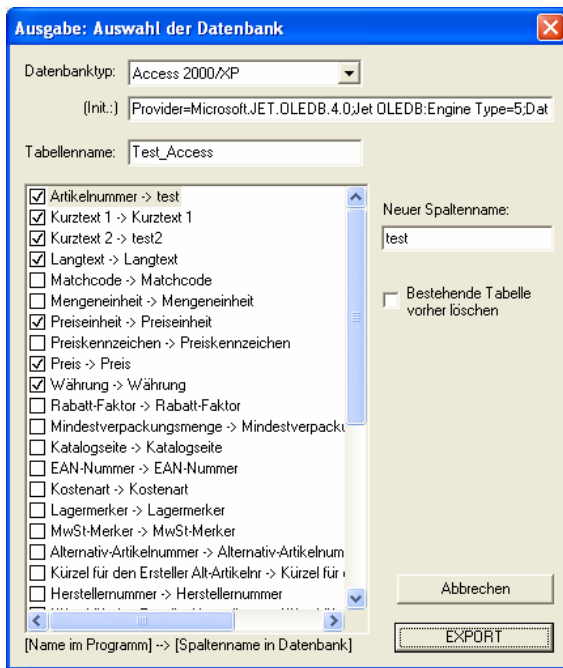 Ausgabe: Auswahl der Datenbank
Datenbanktyp: Access 2000/XP
(Init.:) Provider=Microsoft.JET.OLEDB.4.0;Jet OLEDB:Engine Type=5;Dat
Tabellenname: Test_Access
Artikelnummer -> test
Kurztext 1 -> Kurztext 1
Kurztext 2 -> test2
Langtext -> Langtext
Matchcode -> Matchcode
Mengeneinheit -> Mengeneinheit
Preiseinheit -> Preiseinheit
Preiskennzeichen -> Preiskennzeichen
Preis -> Preis
Währung -> Währung
Rabatt-Faktor -> Rabatt-Faktor
Mindestverpackungsmenge -> Mindestverpacku
Katalogseite -> Katalogseite
EAN-Nummer -> EAN-Nummer
Kostenart -> Kostenart
Lagermerker -> Lagermerker
MwSt-Merker -> MwSt-Merker
Alternativ-Artikelnummer -> Alternativ-Artikelnum
Kürzel für den Ersteller Alt-Artikelnr -> Kürzel für
Herstellernummer -> Herstellernummer
[Name im Programm] --> [Spaltenname in Datenbank]
Neuer Spaltenname:
test
Bestehende Tabelle
vorher löschen
Abbrechen
EXPORT